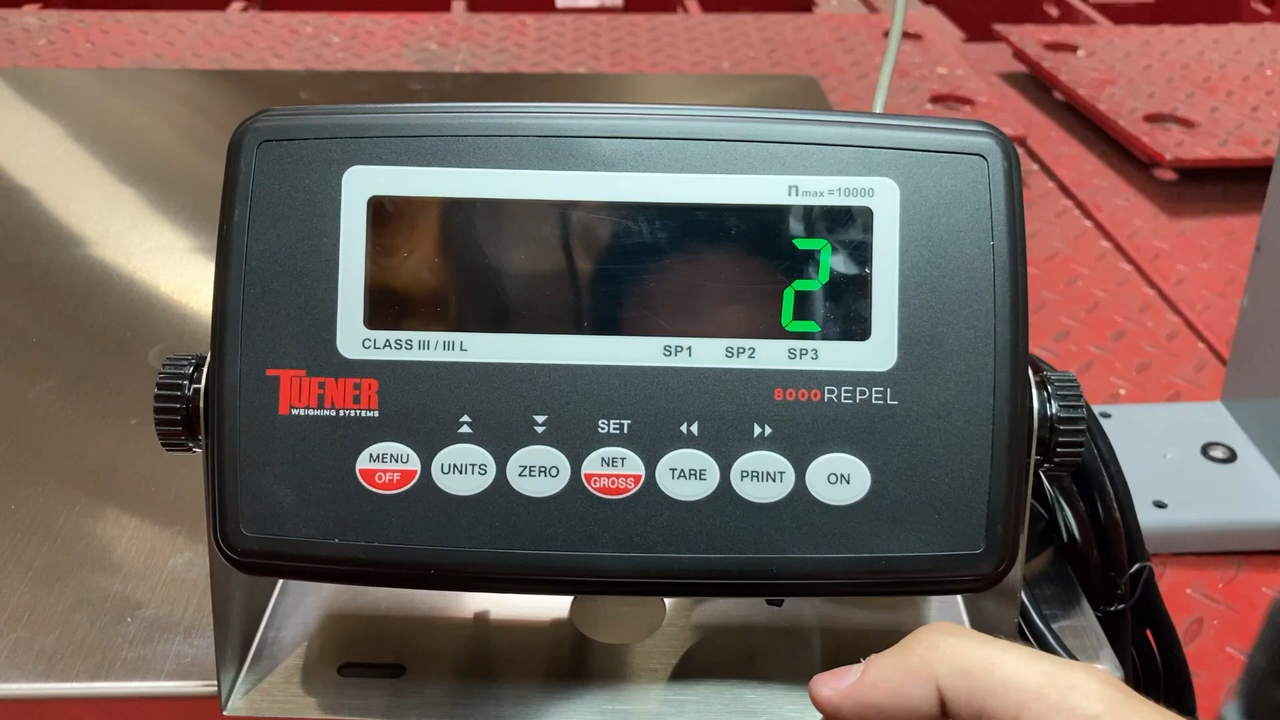 nmax=10000
2
CLASS III / III L
SP1 SP2 SP3
TUFNER
WEIGHING SYSTEMS
8000REPEL
SET
MENU
OFF
UNITS
ZERO
NET
GROSS
TARE
PRINT
ON